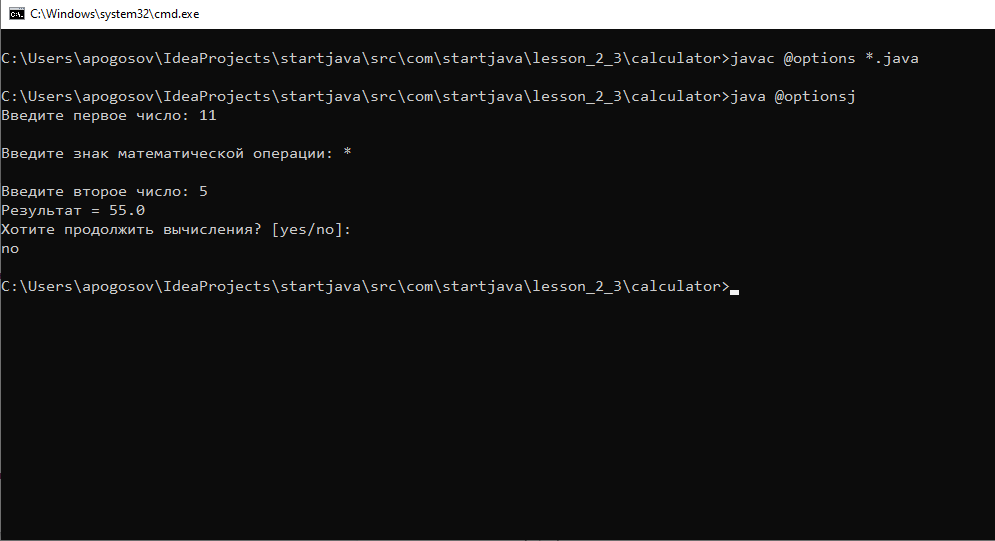 C:\Windows\system32\cmd.exe
C:\Users\apogosov\IdeaProjects\startjava\src\com\startjava\lesson_2_3\calculator>javac @options *.java
C:\Users\apogosov\IdeaProjects\startjava\src\com\startjava\lesson_2_3\calculator>java @optionsj
Введите первое число: 11
Введите знак математической операции: *
Введите второе число: 5
Результат = 55.0
Хотите продолжить вычисления? [yes/no]:
no
C:\Users\apogosov\IdeaProjects\startjava\src\com\startjava\lesson_2_3\calculator>